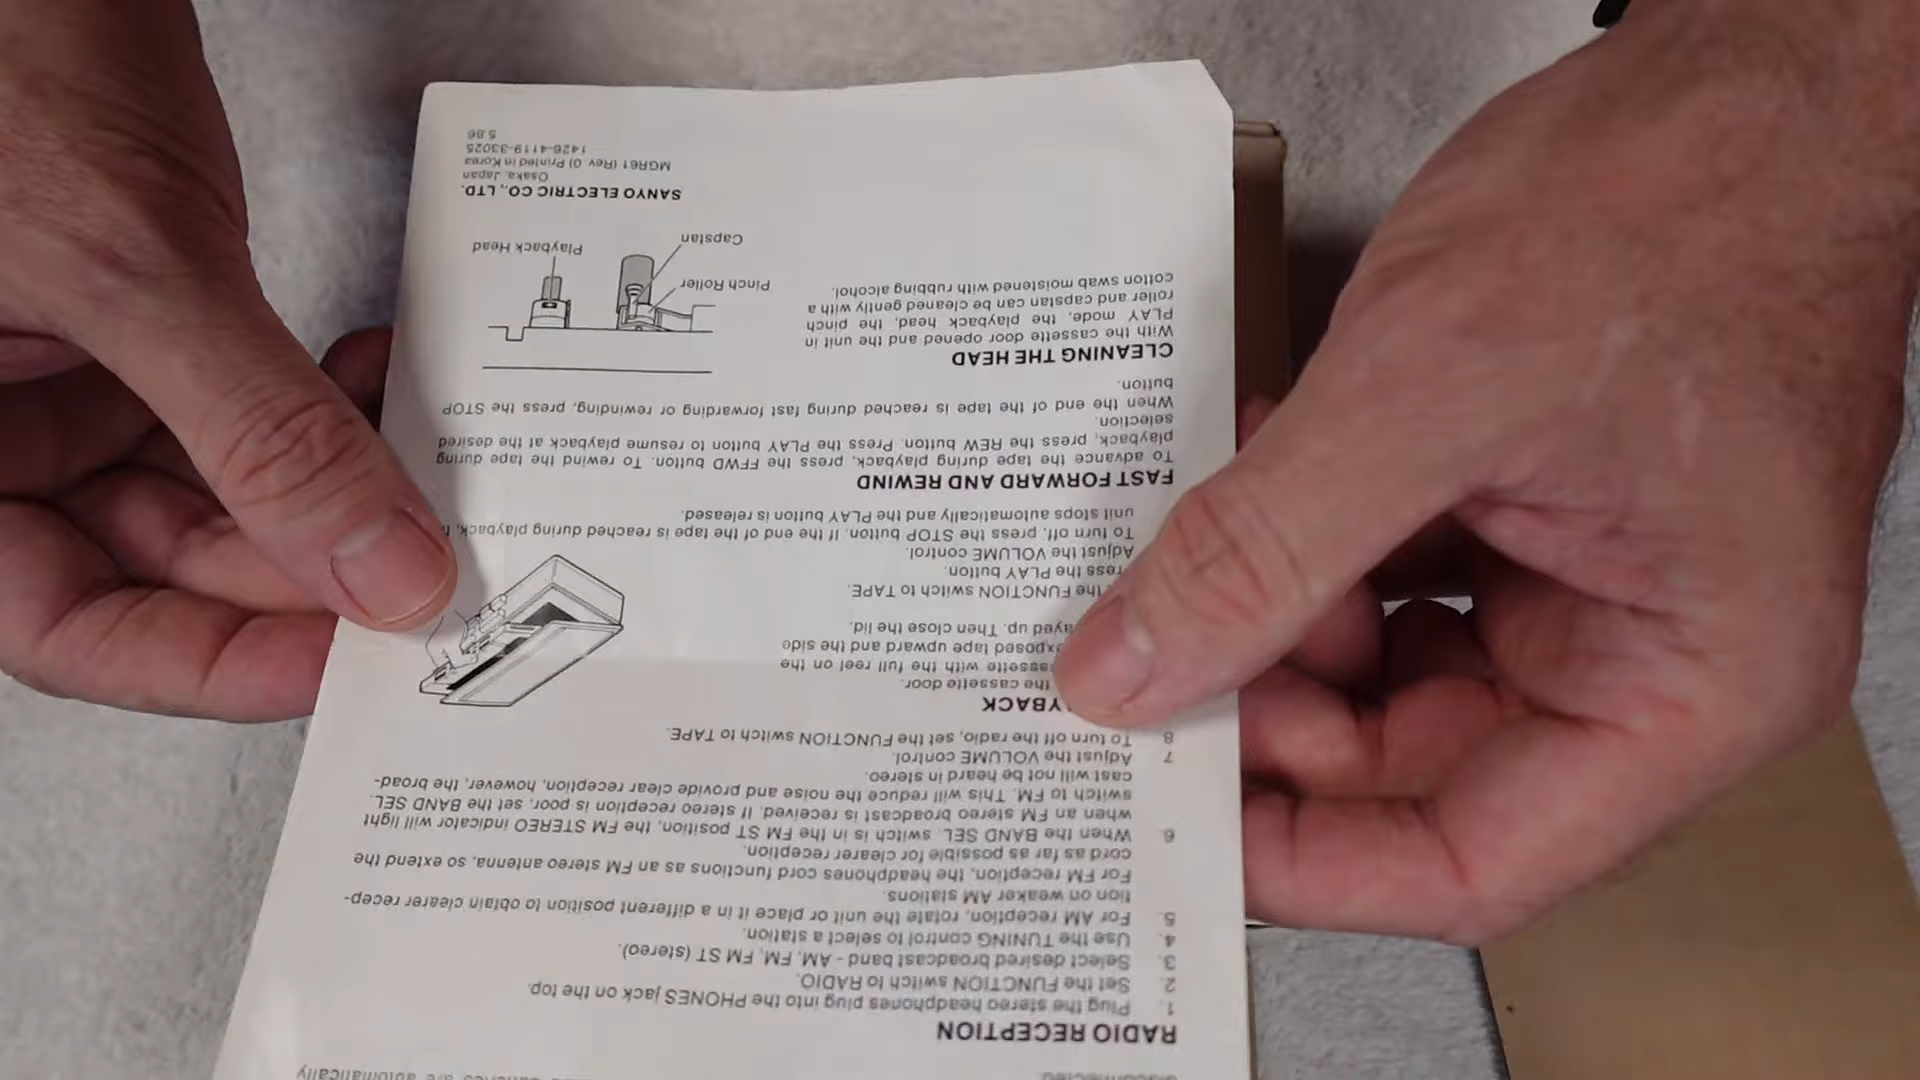 disconnected.
are automatically
RADIO RECEPTION
1. Plug the stereo headphones plug into the PHONES jack on the top.
2. Set the FUNCTION switch to RADIO.
3. Select desired broadcast band - AM, FM, FM ST (stereo).
4. Use the TUNING control to select a station.
5. For AM reception, rotate the unit or place it in a different position to obtain clearer recep-
tion on weaker AM stations.
For FM reception, the headphones cord functions as an FM stereo antenna, so extend the
cord as far as possible for clearer reception.
6 When the BAND SEL. switch is in the FM ST position, the FM STEREO indicator will light
when an FM stereo broadcast is received. If stereo reception is poor, set the BAND SEL.
switch to FM. This will reduce the noise and provide clear reception, however, the broad-
cast will not be heard in stereo.
7 Adjust the VOLUME control.
8 To turn off the radio, set the FUNCTION switch to TAPE.
YBACK
the cassette door.
assette with the full reel on the
xposed tape upward and the side
ayed up. Then close the lid.
the FUNCTION switch to TAPE.
ress the PLAY button.
Adjust the VOLUME control.
To turn off, press the STOP button. If the end of the tape is reached during playback,
unit stops automatically and the PLAY button is released.
FAST FORWARD AND REWIND
To advance the tape during playback, press the FFWD button. To rewind the tape during
playback, press the REW button. Press the PLAY button to resume playback at the desired
selection.
When the end of the tape is reached during fast forwarding or rewinding, press the STOP
button.
CLEANING THE HEAD
With the cassette door opened and the unit in
PLAY mode, the playback head, the pinch
roller and capstan can be cleaned gently with a
cotton swab moistened with rubbing alcohol.
Pinch Roller
Capstan
Playback Head
SANYO ELECTRIC CO., LTD.
Osaka, Japan
MGR61 (Rev. 0) Printed in Korea
1426-4119-33025
5.86